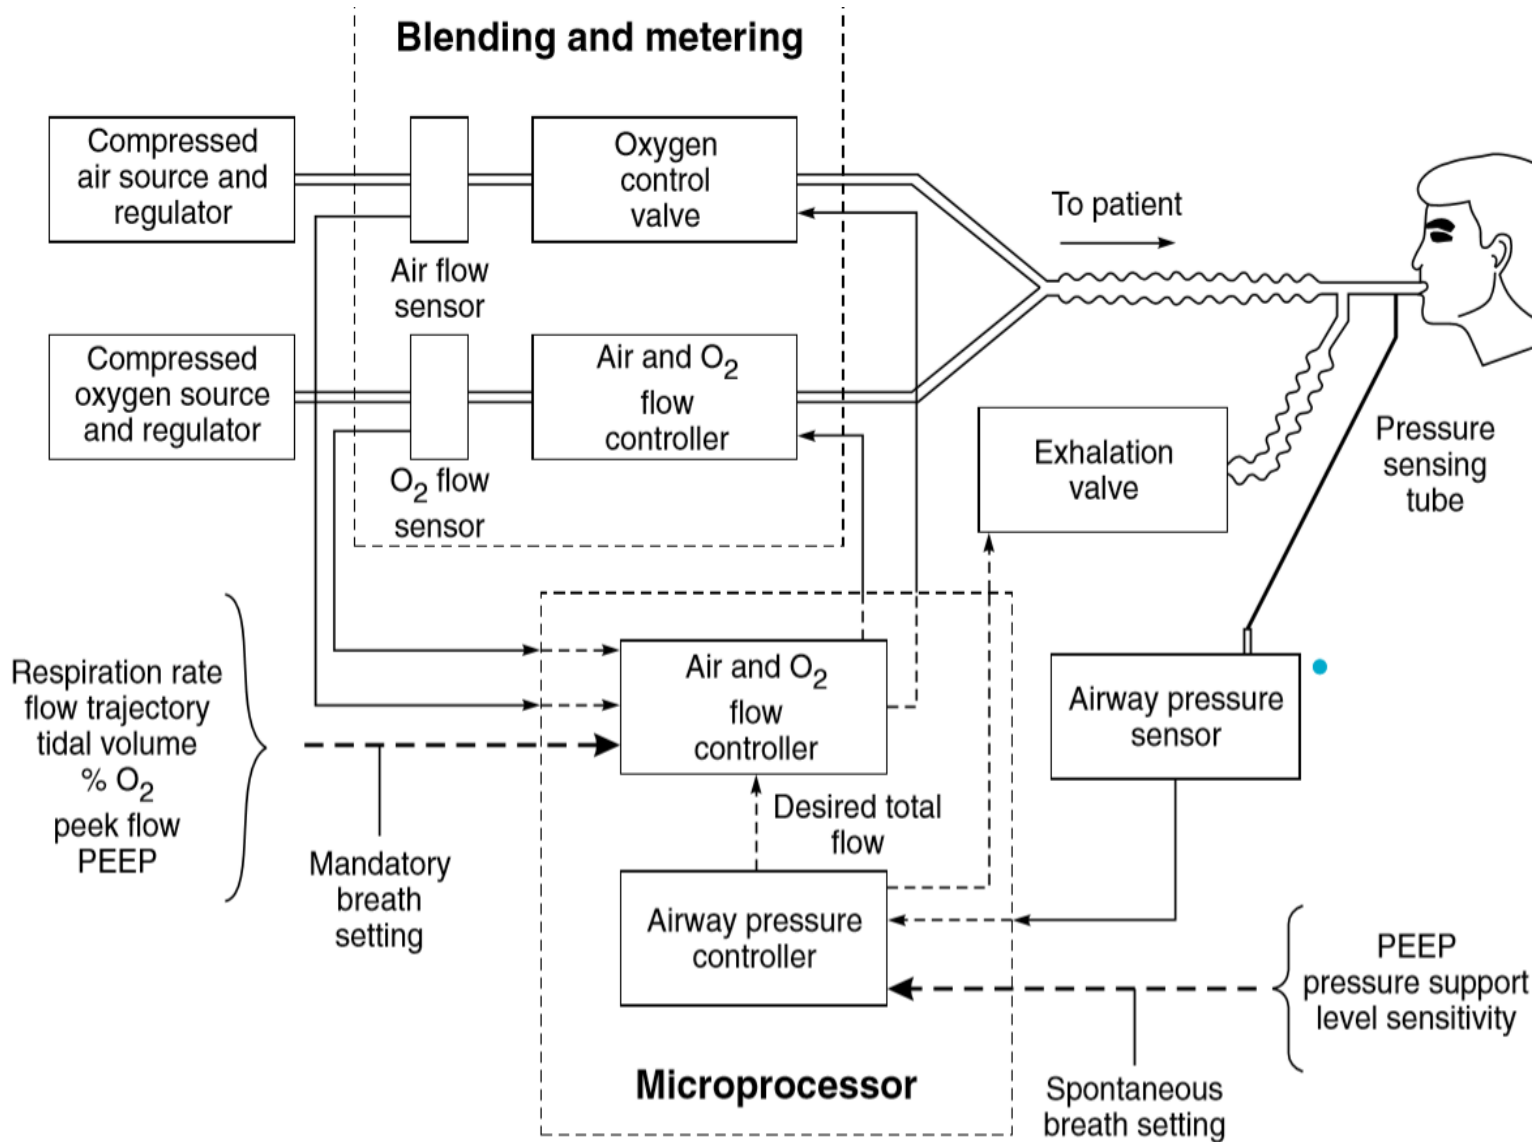 Blending and metering
Compressed
air source and
regulator
Oxygen
control
valve
Air flow
sensor
To patient
Compressed
oxygen source
and regulator
Air and O2
flow
controller
O2 flow
sensor
Exhalation
valve
Pressure
sensing
tube
Respiration rate
flow trajectory
tidal volume
% O2
peek flow
PEEP
Mandatory
breath
setting
Air and O2
flow
controller
Desired total
flow
Airway pressure
sensor
Airway pressure
controller
PEEP
pressure support
level sensitivity
Microprocessor
Spontaneous
breath setting